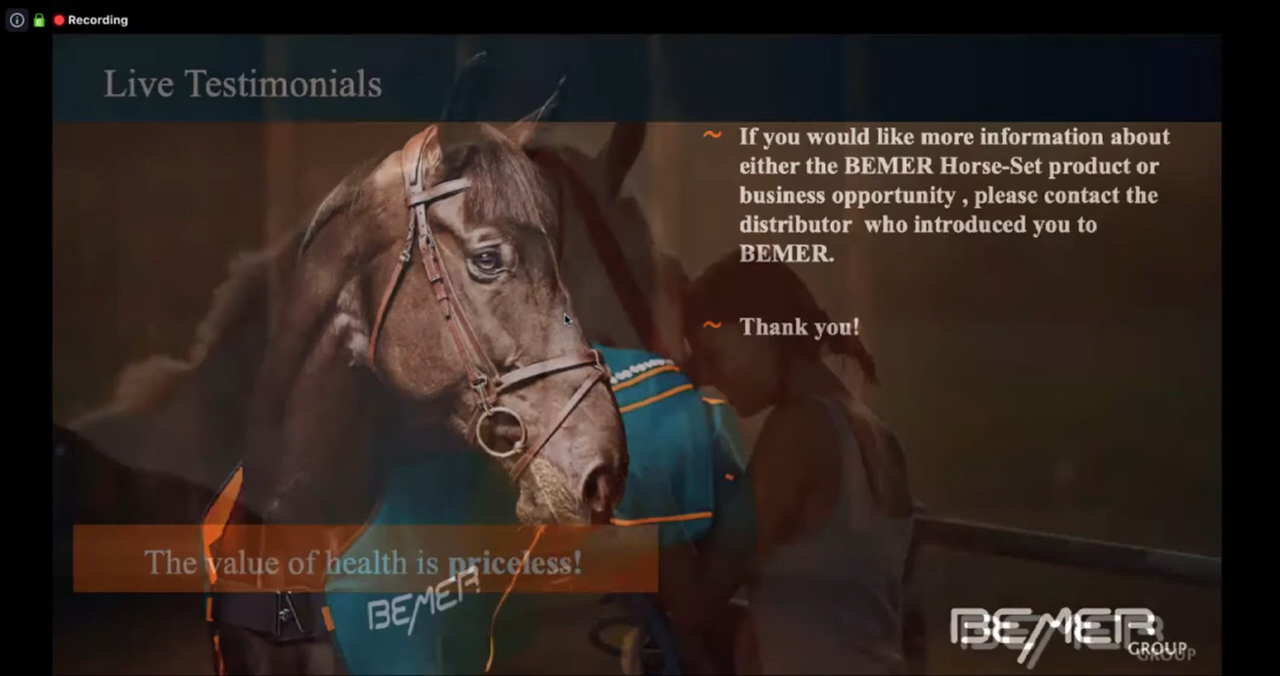 Recording
Live Testimonials
~ If you would like more information about
either the BEMER Horse-Set product or
business opportunity , please contact the
distributor who introduced you to
BEMER.
~ Thank you!
The value of health is priceless!
BEMER
BEMER
GROUP